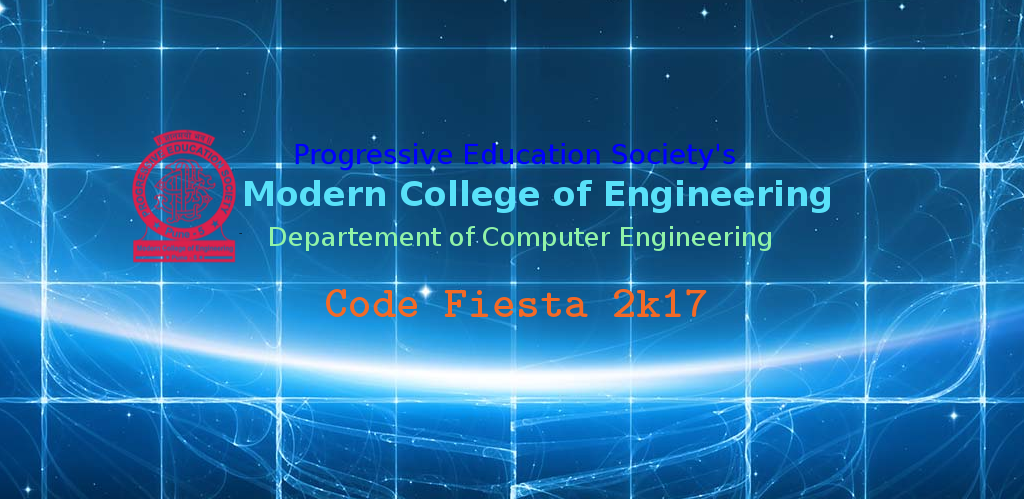 PROGRESSIVE EDUCATION SOCIETY
Progressive Education Society's
Modern College of Engineering
Departement of Computer Engineering
Code Fiesta 2k17